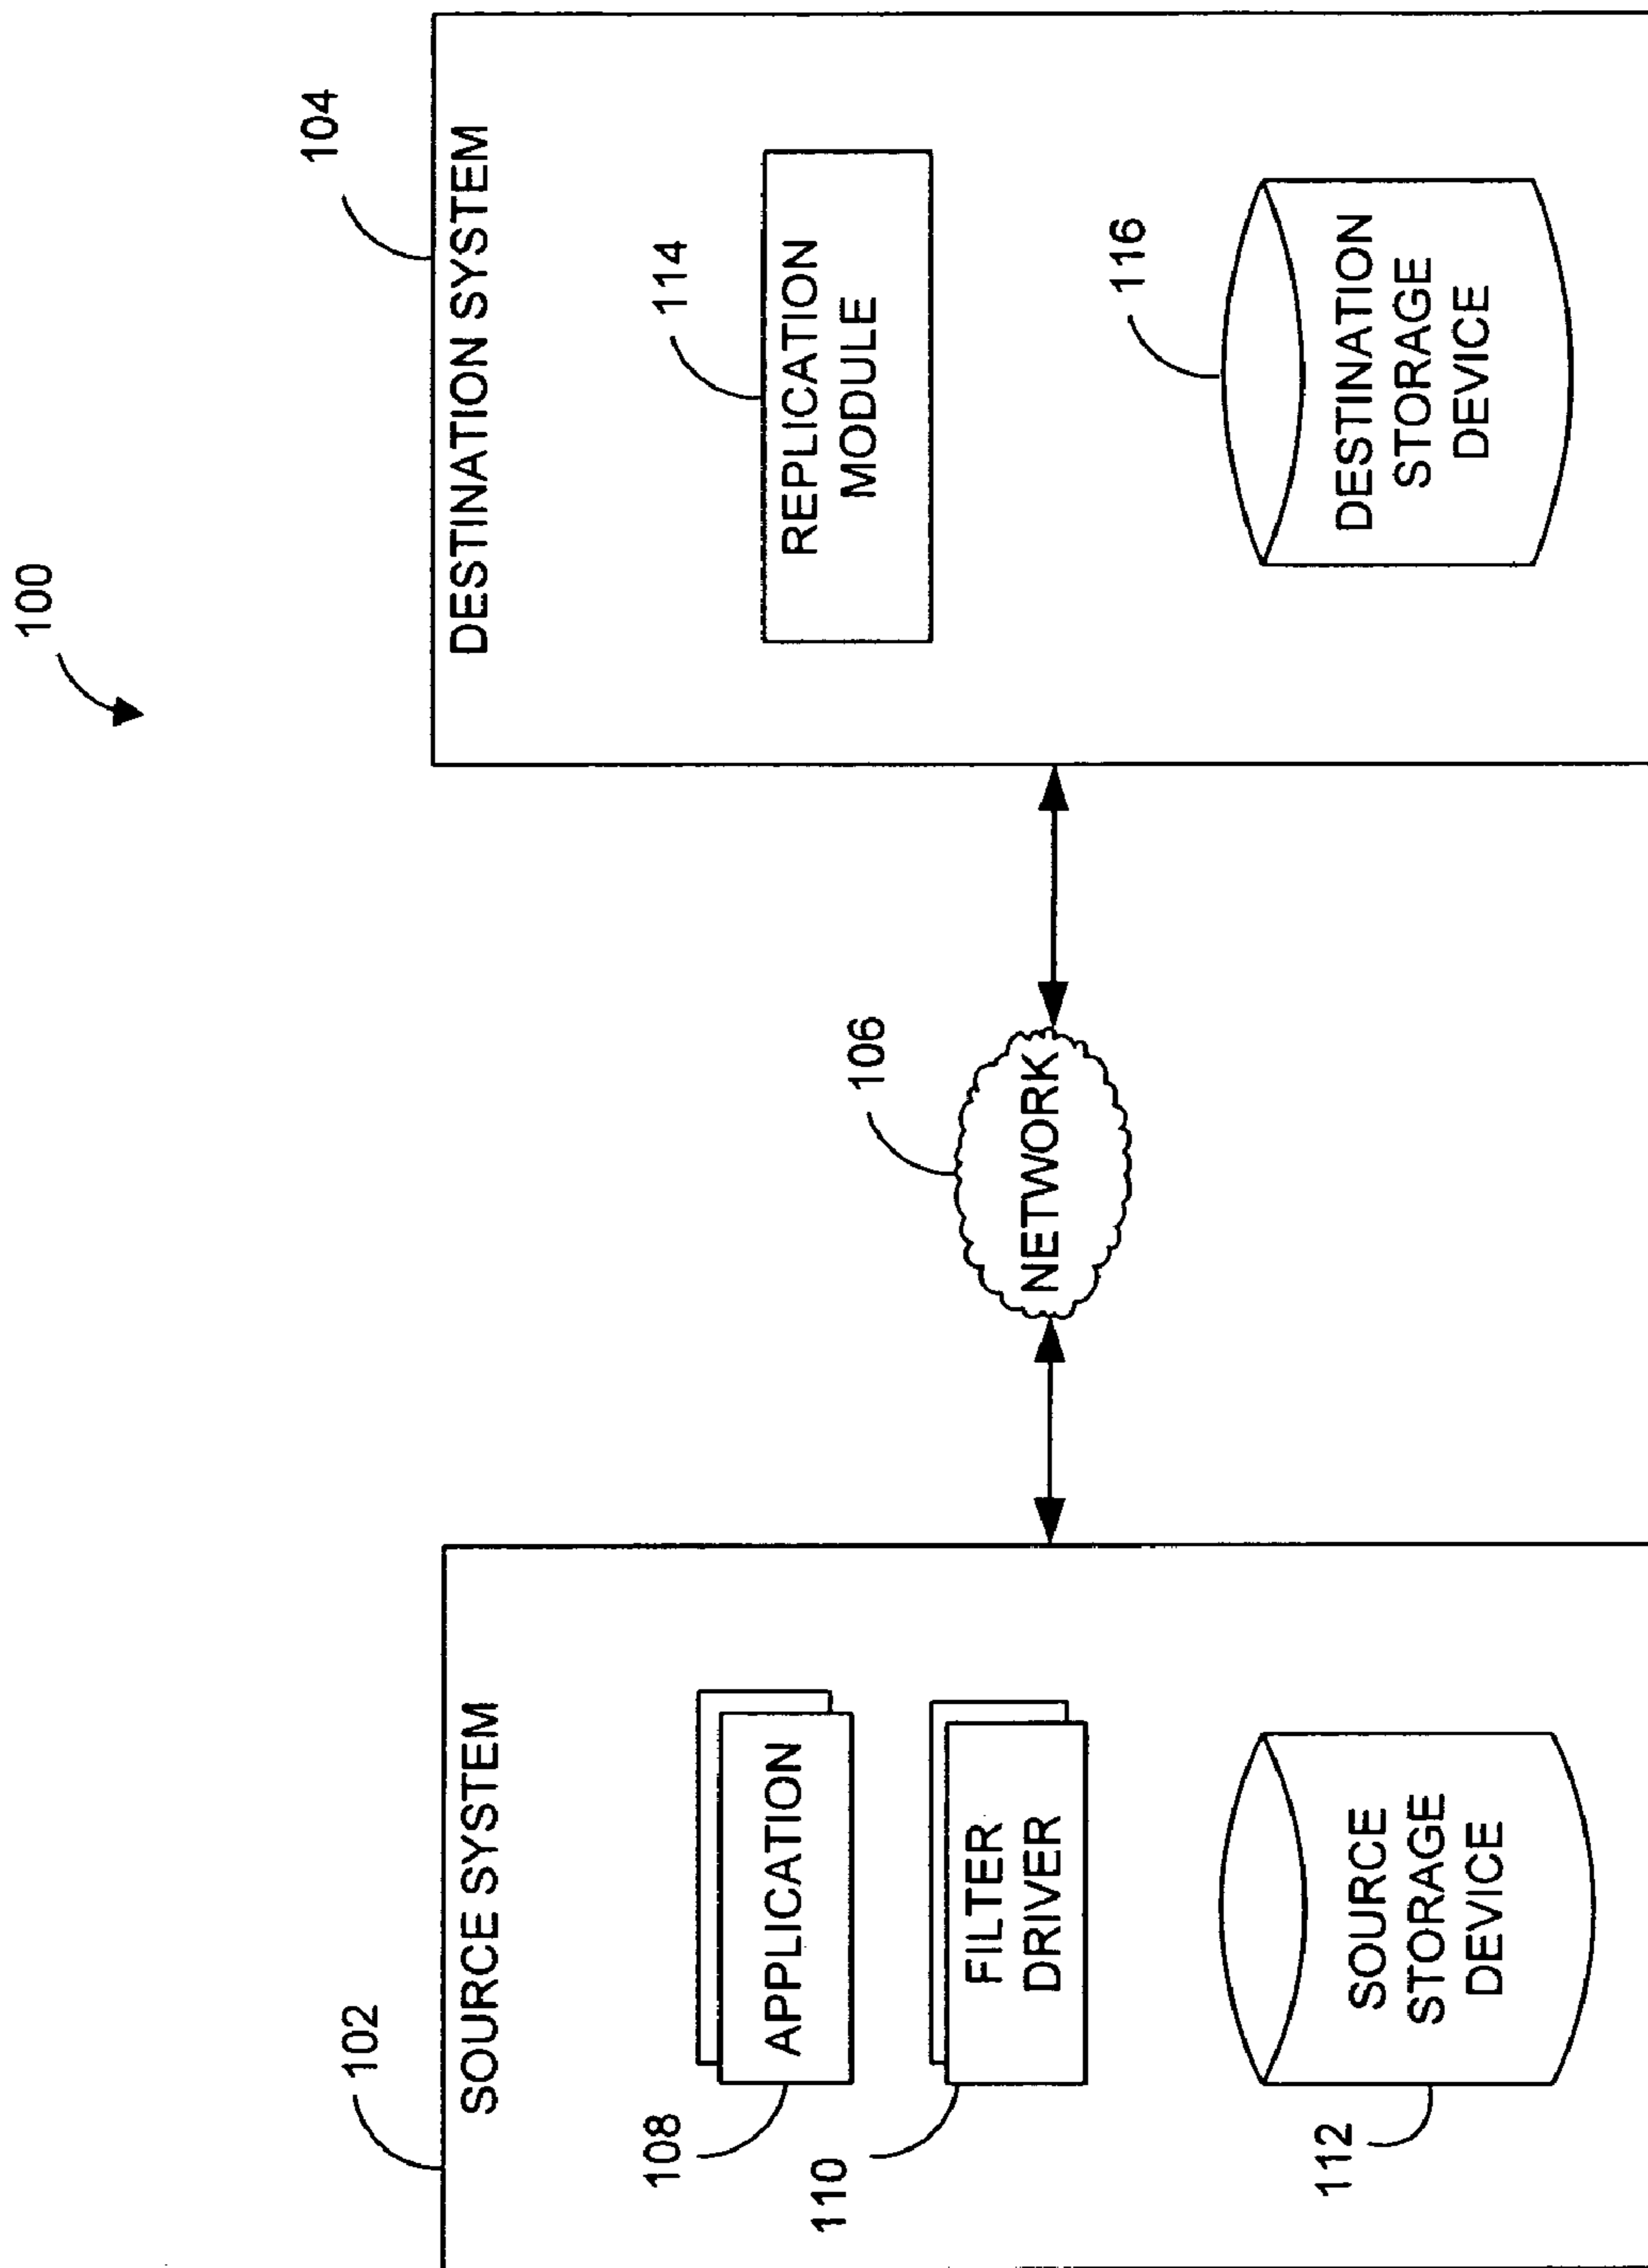 100
102
SOURCE SYSTEM
108
APPLICATION
110
FILTER
DRIVER
112
SOURCE
STORAGE
DEVICE
106
NETWORK
104
DESTINATION SYSTEM
114
REPLICATION
MODULE
116
DESTINATION
STORAGE
DEVICE